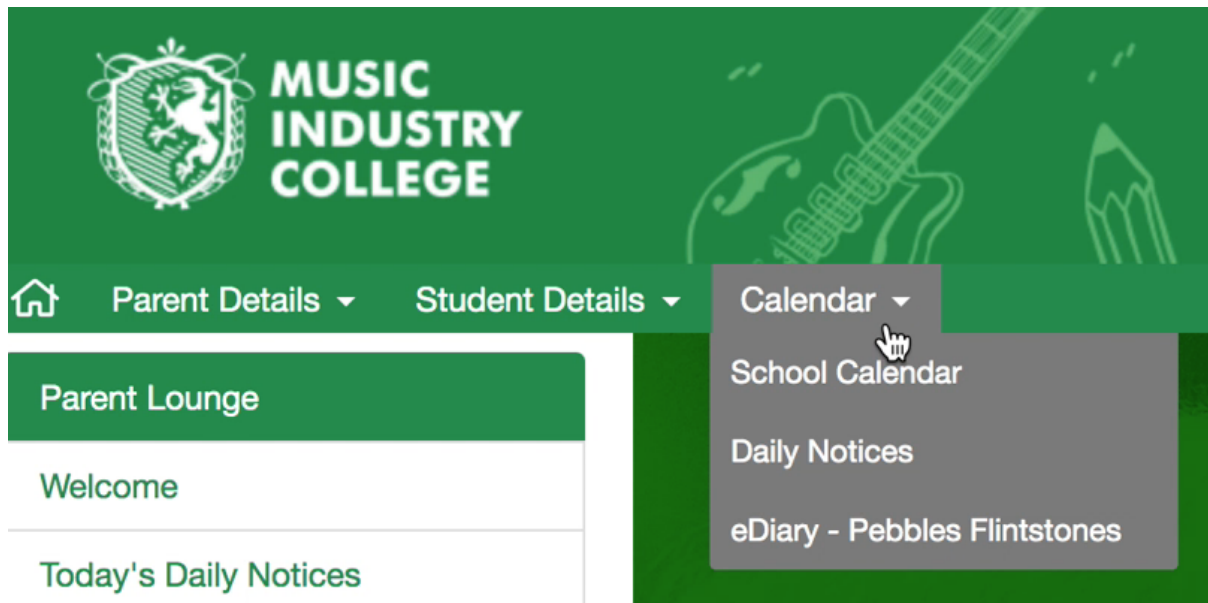 MUSIC
INDUSTRY
COLLEGE
Parent Details Student Details Calendar
School Calendar
Daily Notices
eDiary - Pebbles Flintstones
Parent Lounge
Welcome
Today's Daily Notices